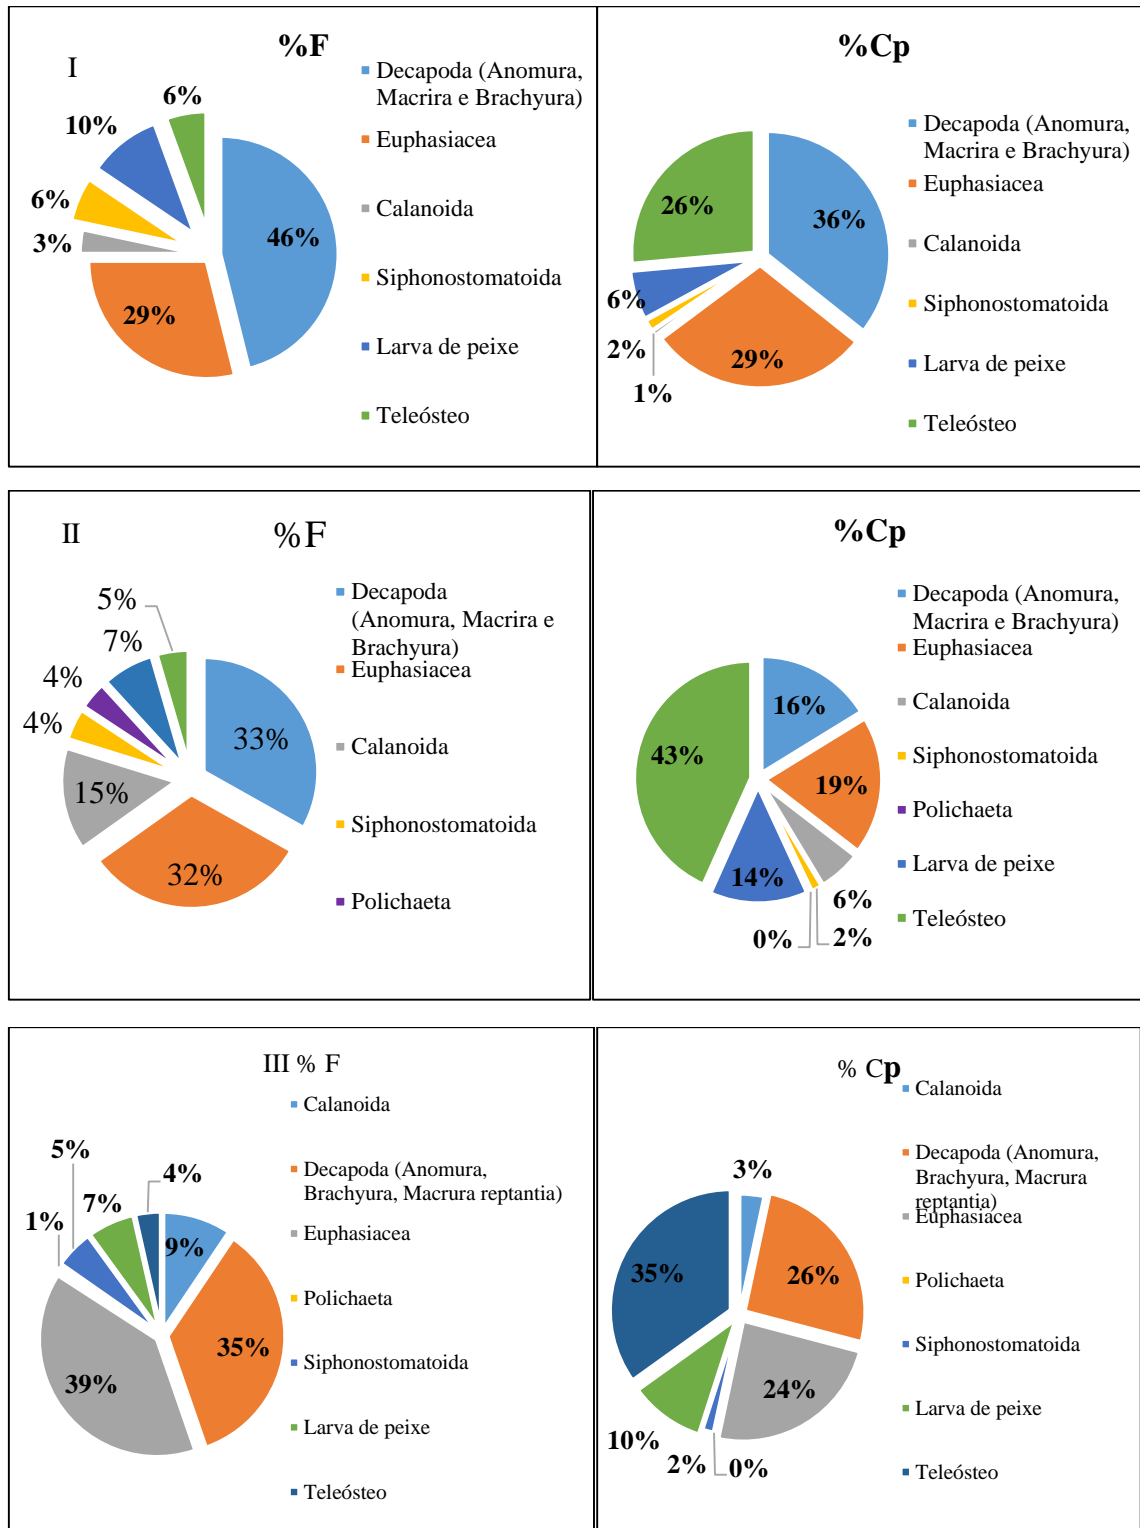 I
%F
Decapoda (Anomura,
Macrira e Brachyura)
Euphasiacea
Calanoida
Siphonostomatoida
Larva de peixe
Teleósteo
6%
10%
6%
3%
46%
29%
%Cp
Decapoda (Anomura,
Macrira e Brachyura)
Euphasiacea
Calanoida
Siphonostomatoida
Larva de peixe
Teleósteo
26%
36%
6%
2%
1%
29%
II
%F
Decapoda
(Anomura, Macrira e
Brachyura)
Euphasiacea
Calanoida
Siphonostomatoida
Polichaeta
5%
7%
4%
4%
15%
33%
32%
%Cp
Decapoda (Anomura,
Macrira e Brachyura)
Euphasiacea
Calanoida
Siphonostomatoida
Polichaeta
Larva de peixe
Teleósteo
16%
43%
19%
14%
6%
0%
2%
III % F
Calanoida
Decapoda (Anomura,
Brachyura, Macrura reptantia)
Euphasiacea
Polichaeta
Siphonostomatoida
Larva de peixe
Teleósteo
5%
4%
7%
1%
9%
35%
39%
% Cp
Calanoida
Decapoda (Anomura,
Brachyura, Macrura
reptantia)
Euphasiacea
Polichaeta
Siphonostomatoida
Larva de peixe
Teleósteo
3%
35%
26%
24%
10%
2%
0%